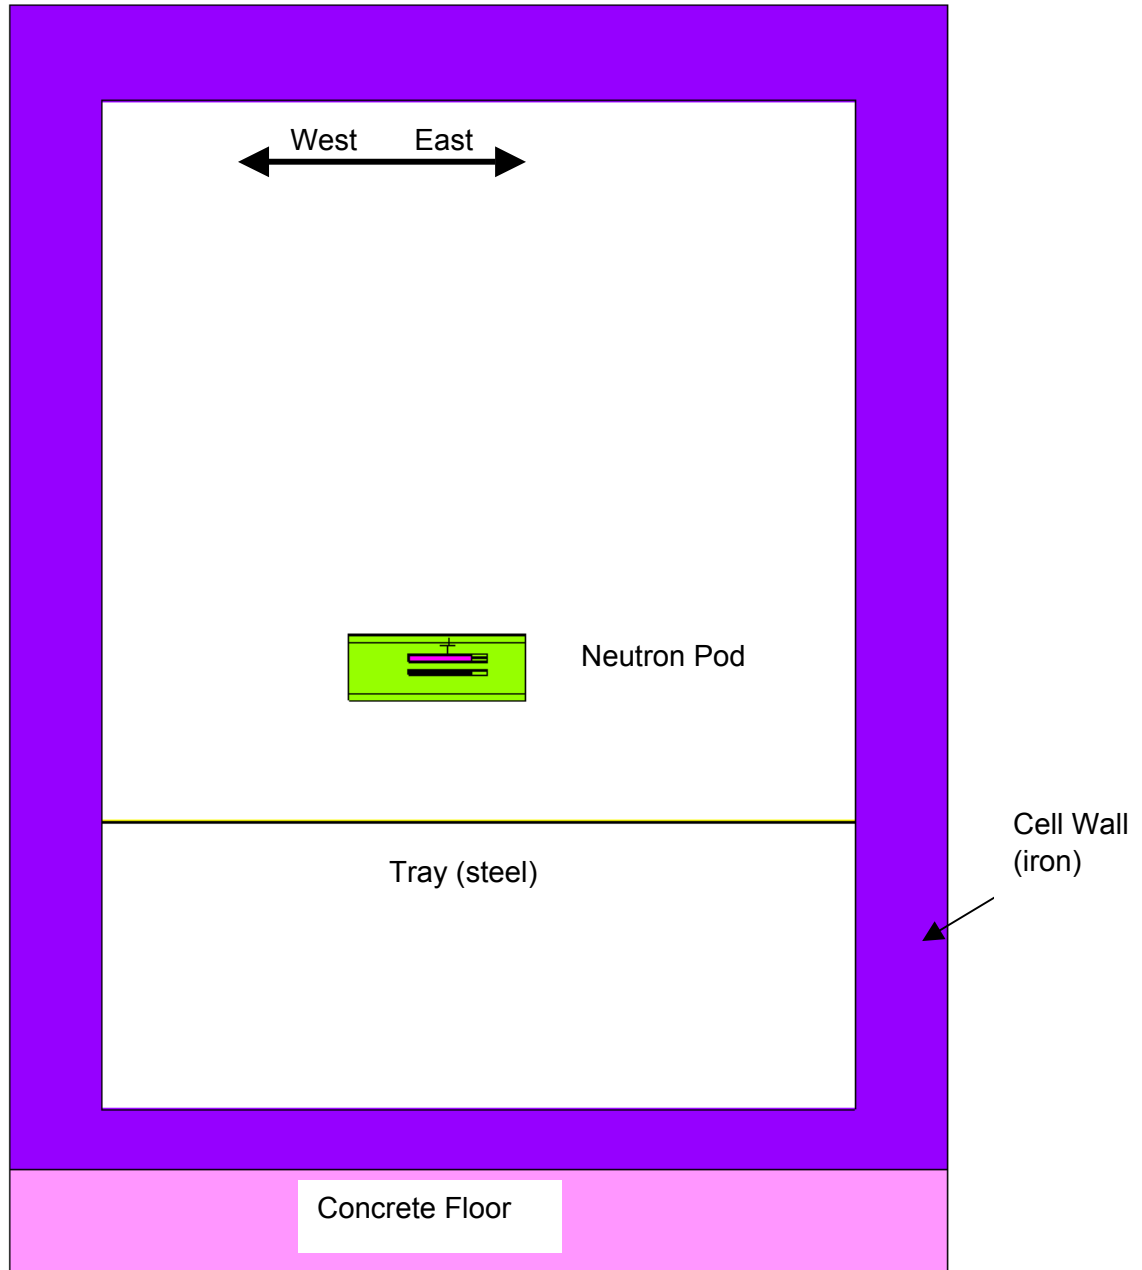 West East
Neutron Pod
Cell Wall
(iron)
Tray (steel)
Concrete Floor